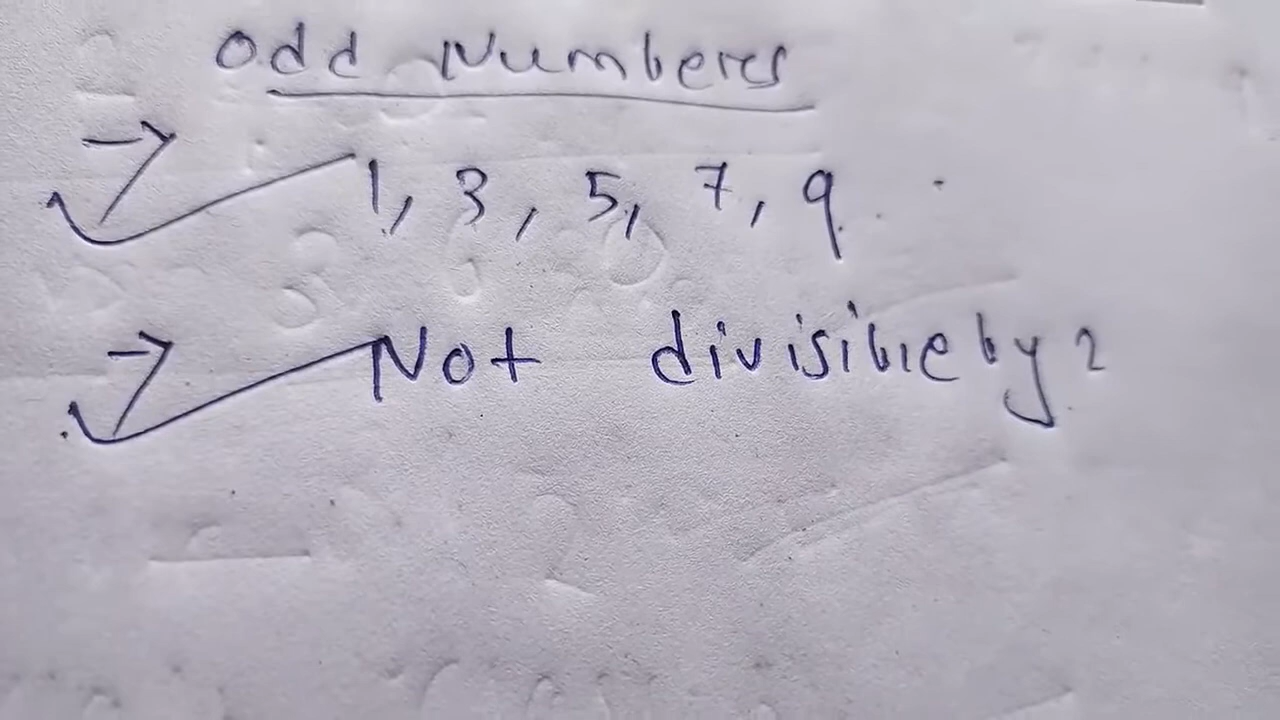 Odd Numbers
→ 1, 3, 5, 7, 9.
→ Not divisible by 2